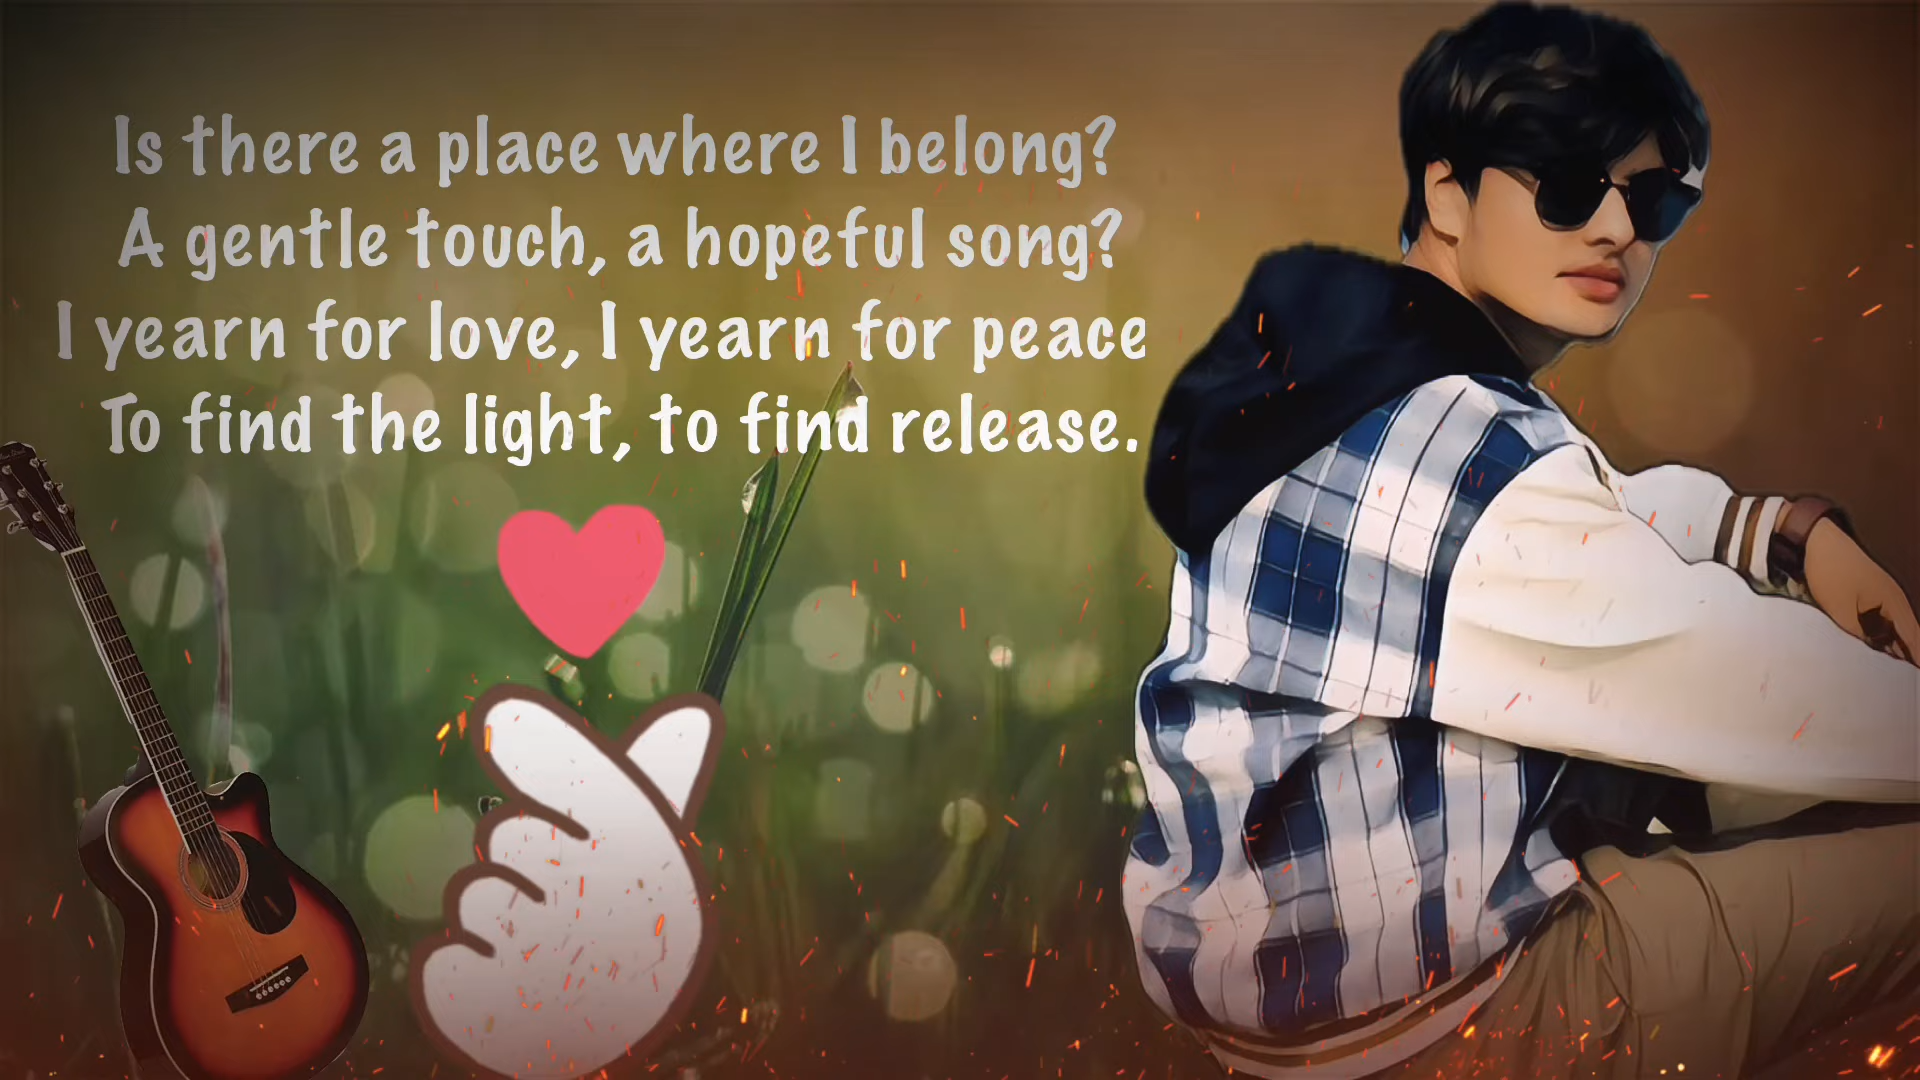 Is there a place where I belong?
A gentle touch, a hopeful song?
I yearn for love, I yearn for peace
To find the light, to find release.